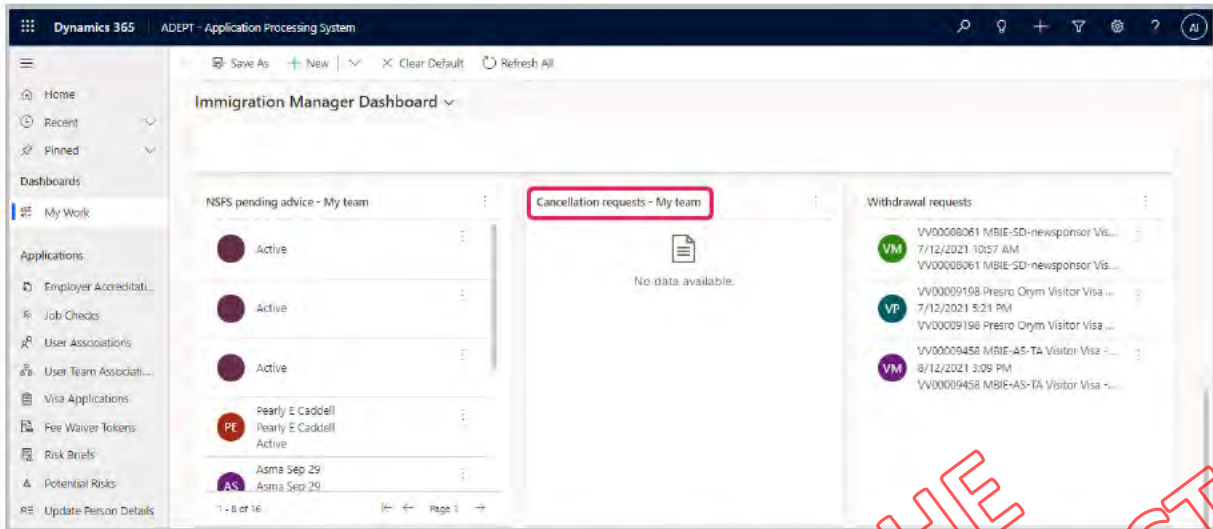 Dynamics 365 ADEPT - Application Processing System AI
Save As New Clear Default Refresh All
Home
Recent
Pinned
Dashboards
My Work
Applications
Employer Accreditati...
Job Checks
User Associations
User Team Associati...
Visa Applications
Fee Waiver Tokens
Risk Briefs
Potential Risks
Update Person Details
Immigration Manager Dashboard
NSFS pending advice - My team
Active
Active
Active
PE
Pearly E Caddell
Pearly E Caddell
Active
AS
Asma Sep 29
Asma Sep 29
1 - 8 of 16 Page 1
Cancellation requests - My team
No data available.
Withdrawal requests
VM
VV00008061 MBIE-SD-newsponsor Vis...
7/12/2021 10:57 AM
VV00008061 MBIE-SD-newsponsor Vis...
VP
VV00009198 Presro Orym Visitor Visa ...
7/12/2021 5:21 PM
VV00009198 Presro Orym Visitor Visa ...
VM
VV00009458 MBIE-AS-TA Visitor Visa -...
8/12/2021 3:09 PM
VV00009458 MBIE-AS-TA Visitor Visa -...
THE